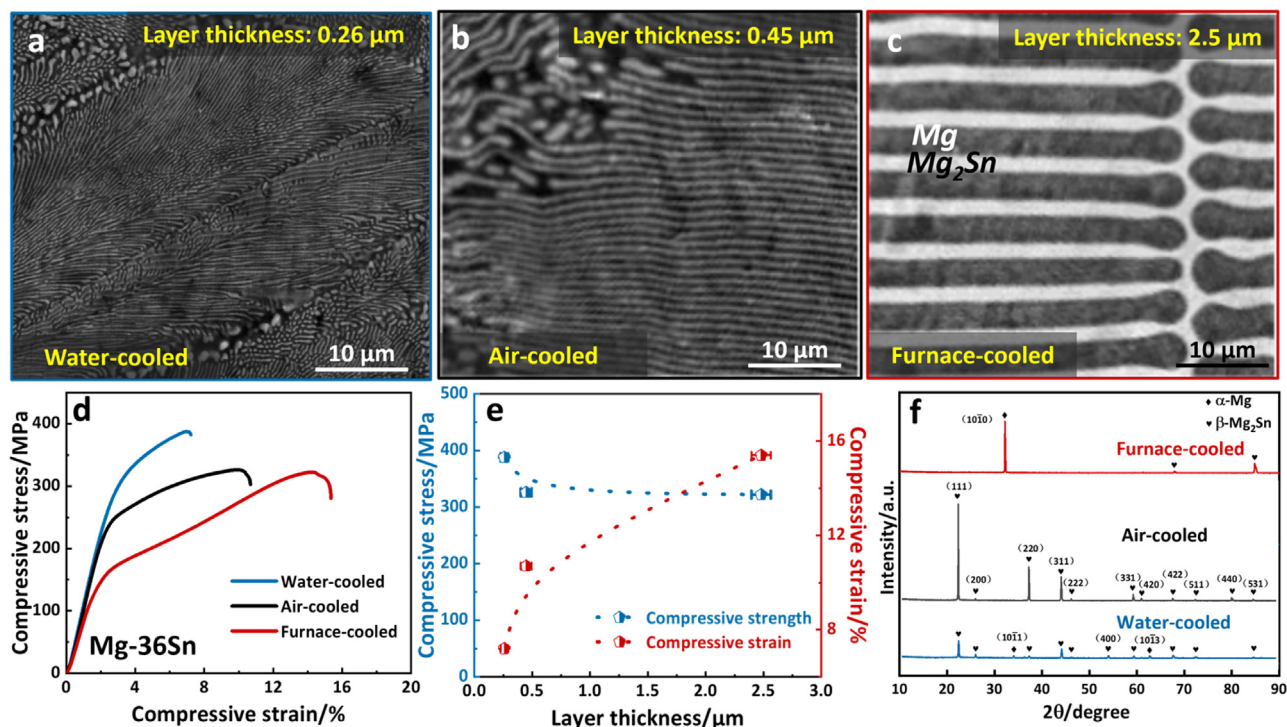 a
Layer thickness: 0.26 μm
Water-cooled
10 μm
b
Layer thickness: 0.45 μm
Air-cooled
10 μm
c
Layer thickness: 2.5 μm
Mg
Mg₂Sn
Furnace-cooled
10 μm
d
Compressive stress/MPa
400
300
200
100
0
Water-cooled
Air-cooled
Furnace-cooled
Mg-36Sn
0 4 8 12 16 20
Compressive strain/%
e
Compressive stress/MPa
500
400
300
200
100
0
Compressive strength
Compressive strain
0.0 0.5 1.0 1.5 2.0 2.5 3.0
Layer thickness/μm
16
12
8
Compressive strain/%
f
♦ α-Mg
♥ β-Mg₂Sn
(101̅0)
Furnace-cooled
(111)
Air-cooled
(220)
(311)
(200)
(222)
(331)
(420)
(422)
(511)
(440)
(531)
Water-cooled
(101̅1)
(400)
(101̅3)
Intensity/a.u.
10 20 30 40 50 60 70 80 90
2θ/degree